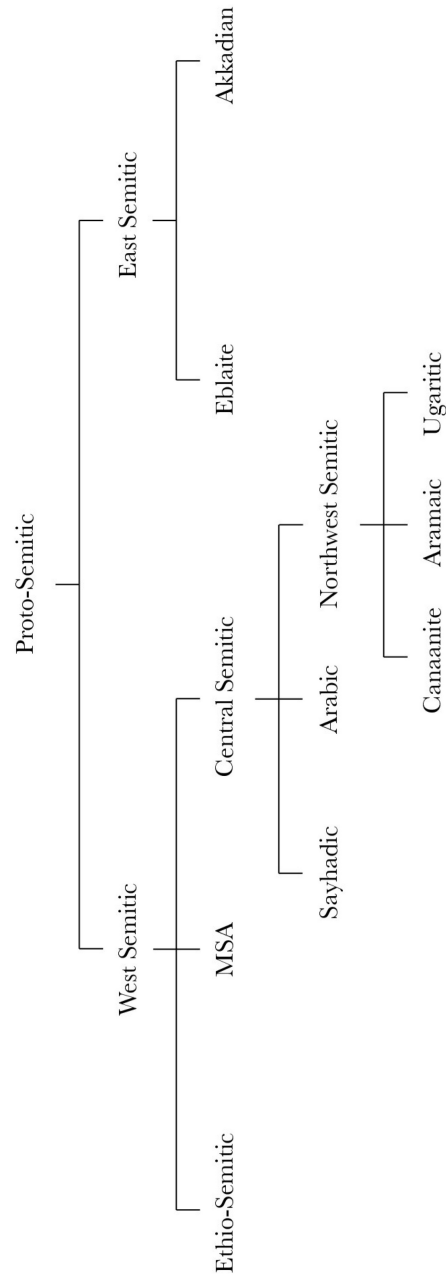 Proto-Semitic
West Semitic
East Semitic
Ethio-Semitic
MSA
Central Semitic
Eblaite
Akkadian
Sayhadic
Arabic
Northwest Semitic
Canaanite
Aramaic
Ugaritic